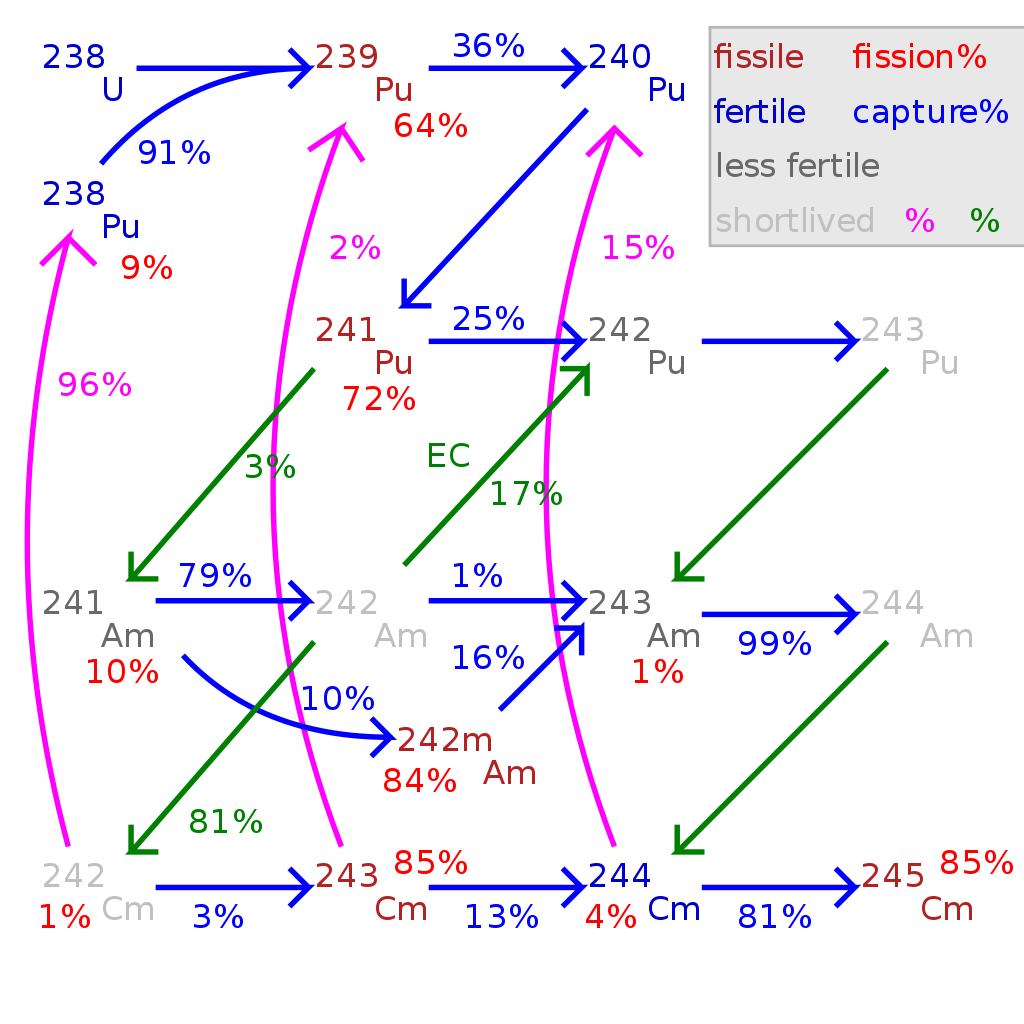 238 U
239 Pu
36%
240 Pu
64%
fissile fission%
fertile capture%
less fertile
shortlived % %
91%
238 Pu
9%
2%
15%
241 Pu
25%
242 Pu
243 Pu
72%
96%
3%
EC
17%
241 Am
79%
242 Am
1%
243 Am
244 Am
10%
16%
1%
99%
10%
242m Am
84%
81%
242 Cm
1%
3%
243 Cm
85%
13%
244 Cm
4%
81%
245 Cm
85%